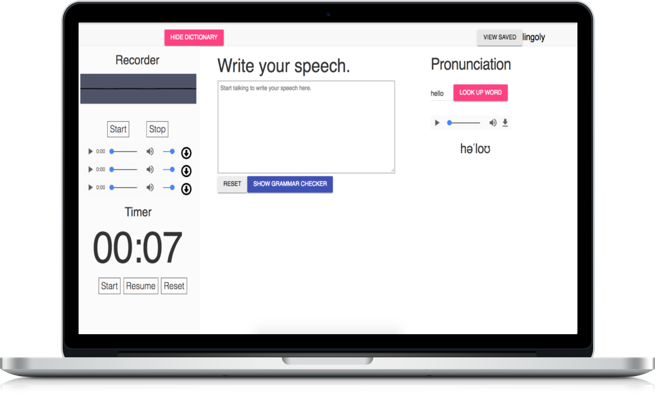 HIDE DICTIONARY
VIEW SAVED lingoly
Recorder
Start Stop
0:00
0:00
0:00
Timer
00:07
Start Resume Reset
Write your speech.
Start talking to write your speech here.
RESET SHOW GRAMMAR CHECKER
Pronunciation
hello LOOK UP WORD
həˈloʊ